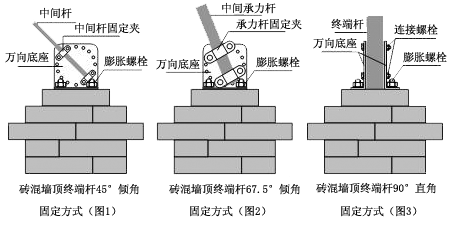 中间杆
中间杆固定夹
万向底座
膨胀螺栓
砖混墙顶终端杆45°倾角
固定方式（图1）
中间承力杆
承力杆固定夹
万向底座
膨胀螺栓
砖混墙顶终端杆67.5°倾角
固定方式（图2）
终端杆
连接螺栓
万向底座
膨胀螺栓
砖混墙顶终端杆90°直角
固定方式（图3）